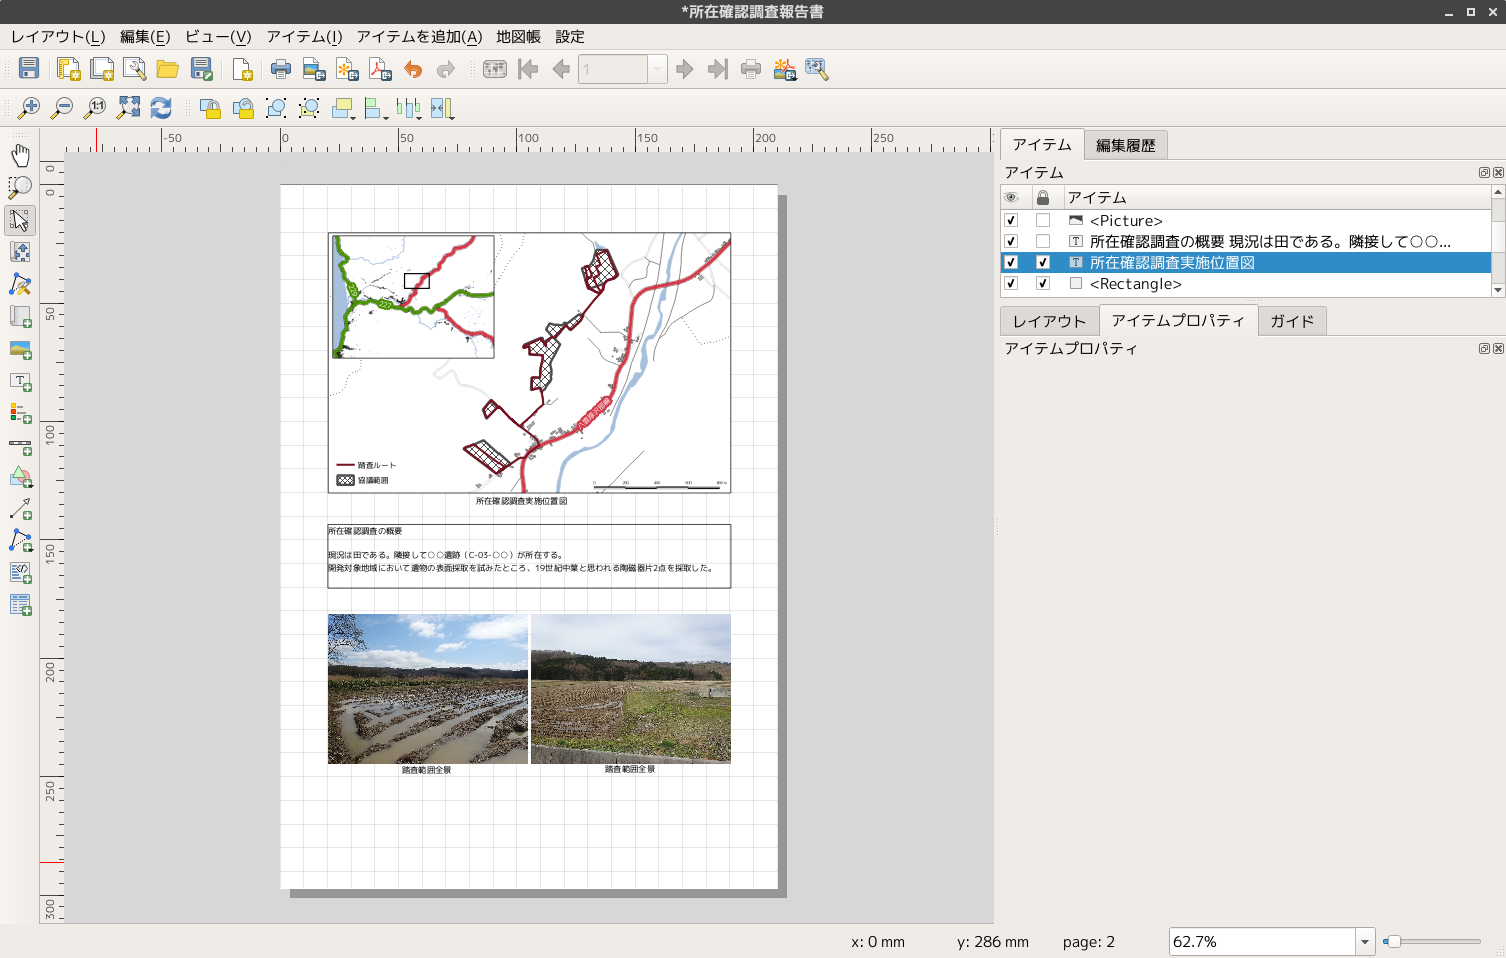 *所在確認調査報告書
レイアウト(L) 編集(E) ビュー(V) アイテム(I) アイテムを追加(A) 地図帳 設定
1
1:1
-50 0 50 100 150 200 250
0
0
50
100
150
200
250
300
踏査ルート
協議範囲
0 200 400 600 800 m
所在確認調査実施位置図
所在確認調査の概要
現況は田である。隣接して○○遺跡（C-03-○○）が所在する。
開発対象地域において遺物の表面採取を試みたところ、19世紀中葉と思われる陶磁器片2点を採取した。
踏査範囲全景 踏査範囲全景
アイテム 編集履歴
アイテム
アイテム
<Picture>
所在確認調査の概要 現況は田である。隣接して○○...
所在確認調査実施位置図
<Rectangle>
レイアウト アイテムプロパティ ガイド
アイテムプロパティ
x: 0 mm y: 286 mm page: 2 62.7%